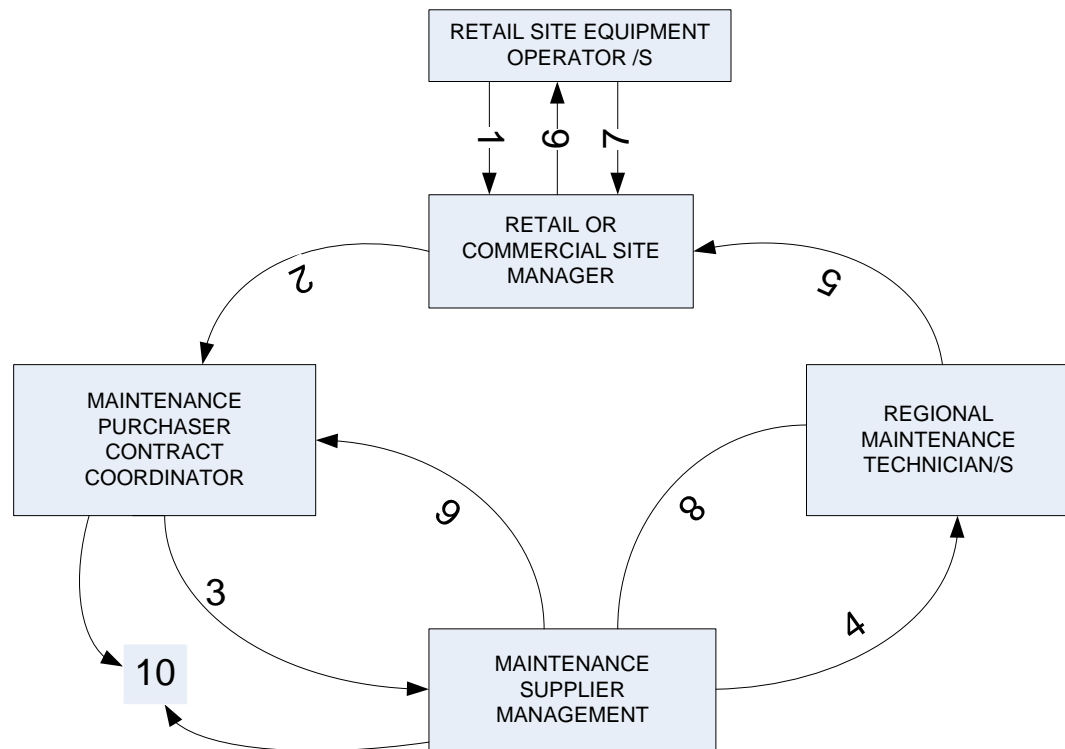 RETAIL SITE EQUIPMENT
OPERATOR /S
1
6
7
RETAIL OR
COMMERCIAL SITE
MANAGER
2
5
MAINTENANCE
PURCHASER
CONTRACT
COORDINATOR
REGIONAL
MAINTENANCE
TECHNICIAN/S
9
8
3
4
10
MAINTENANCE
SUPPLIER
MANAGEMENT